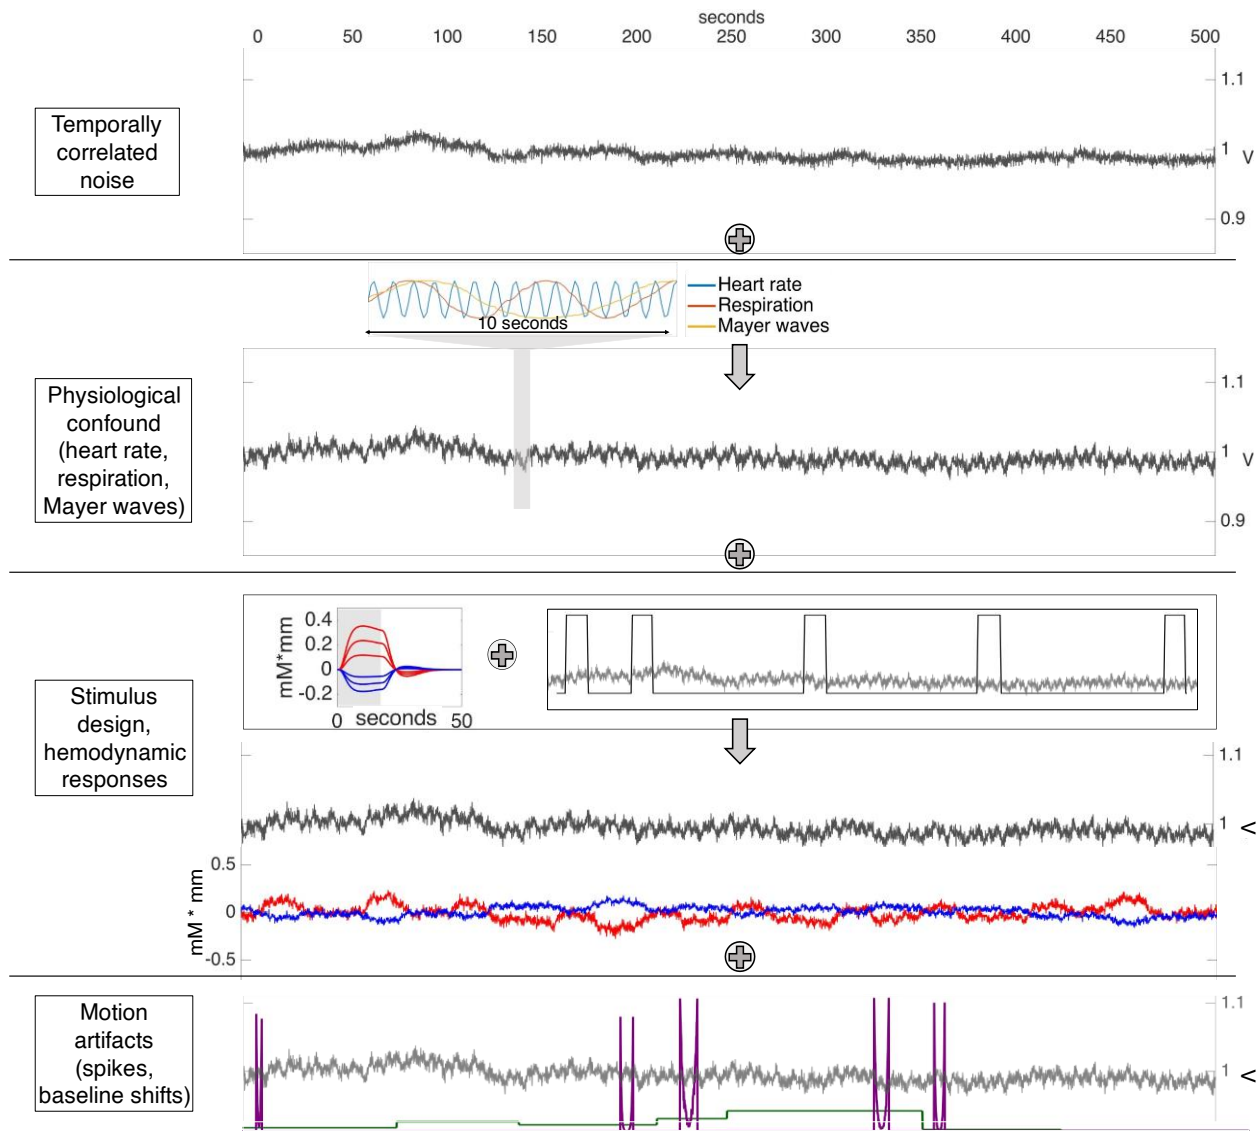 seconds
0 50 100 150 200 250 300 350 400 450 500
1.1
Temporally
correlated
noise
1 V
0.9
Heart rate
Respiration
Mayer waves
10 seconds
Physiological
confound
(heart rate,
respiration,
Mayer waves)
1.1
1 V
0.9
0.4
0.2
0
-0.2
mM*mm
0 seconds 50
Stimulus
design,
hemodynamic
responses
1.1
1 V
0.5
0
-0.5
mM * mm
Motion
artifacts
(spikes,
baseline shifts)
1.1
1 V